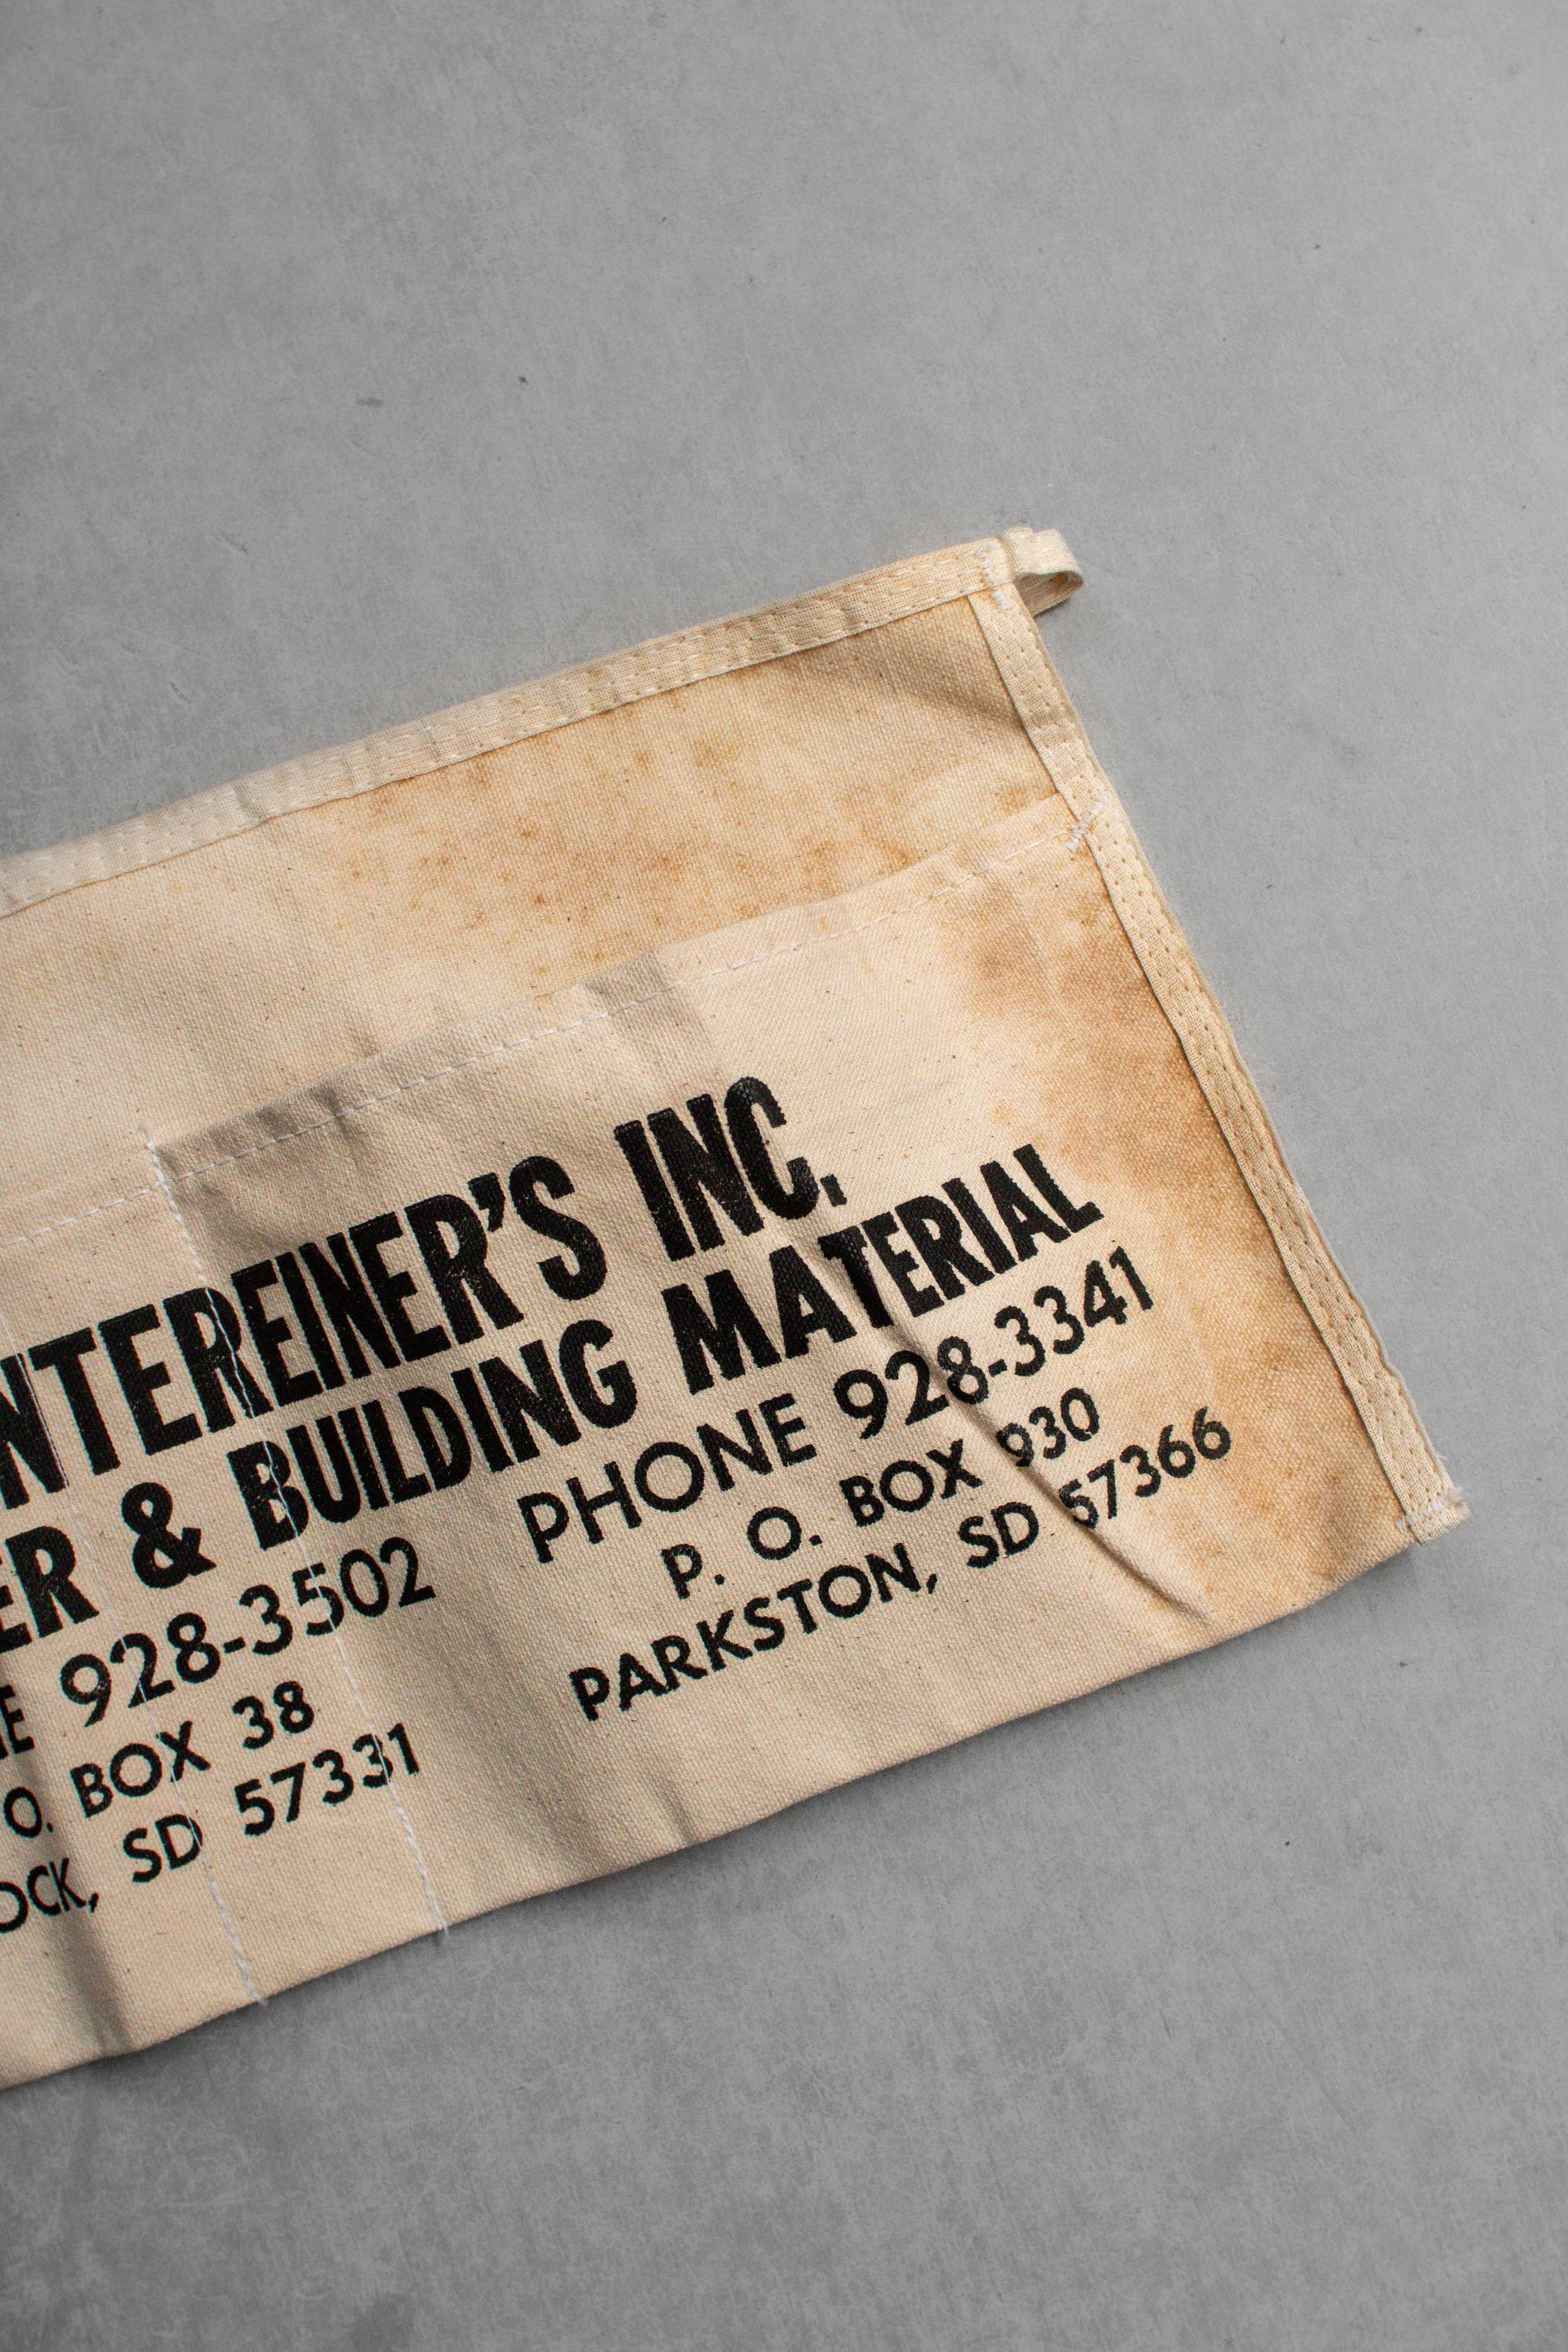 NTEREINER'S INC.
ER & BUILDING MATERIAL
E 928-3502 PHONE 928-3341
O. BOX 38 P. O. BOX 930
OCK, SD 57331 PARKSTON, SD 57366